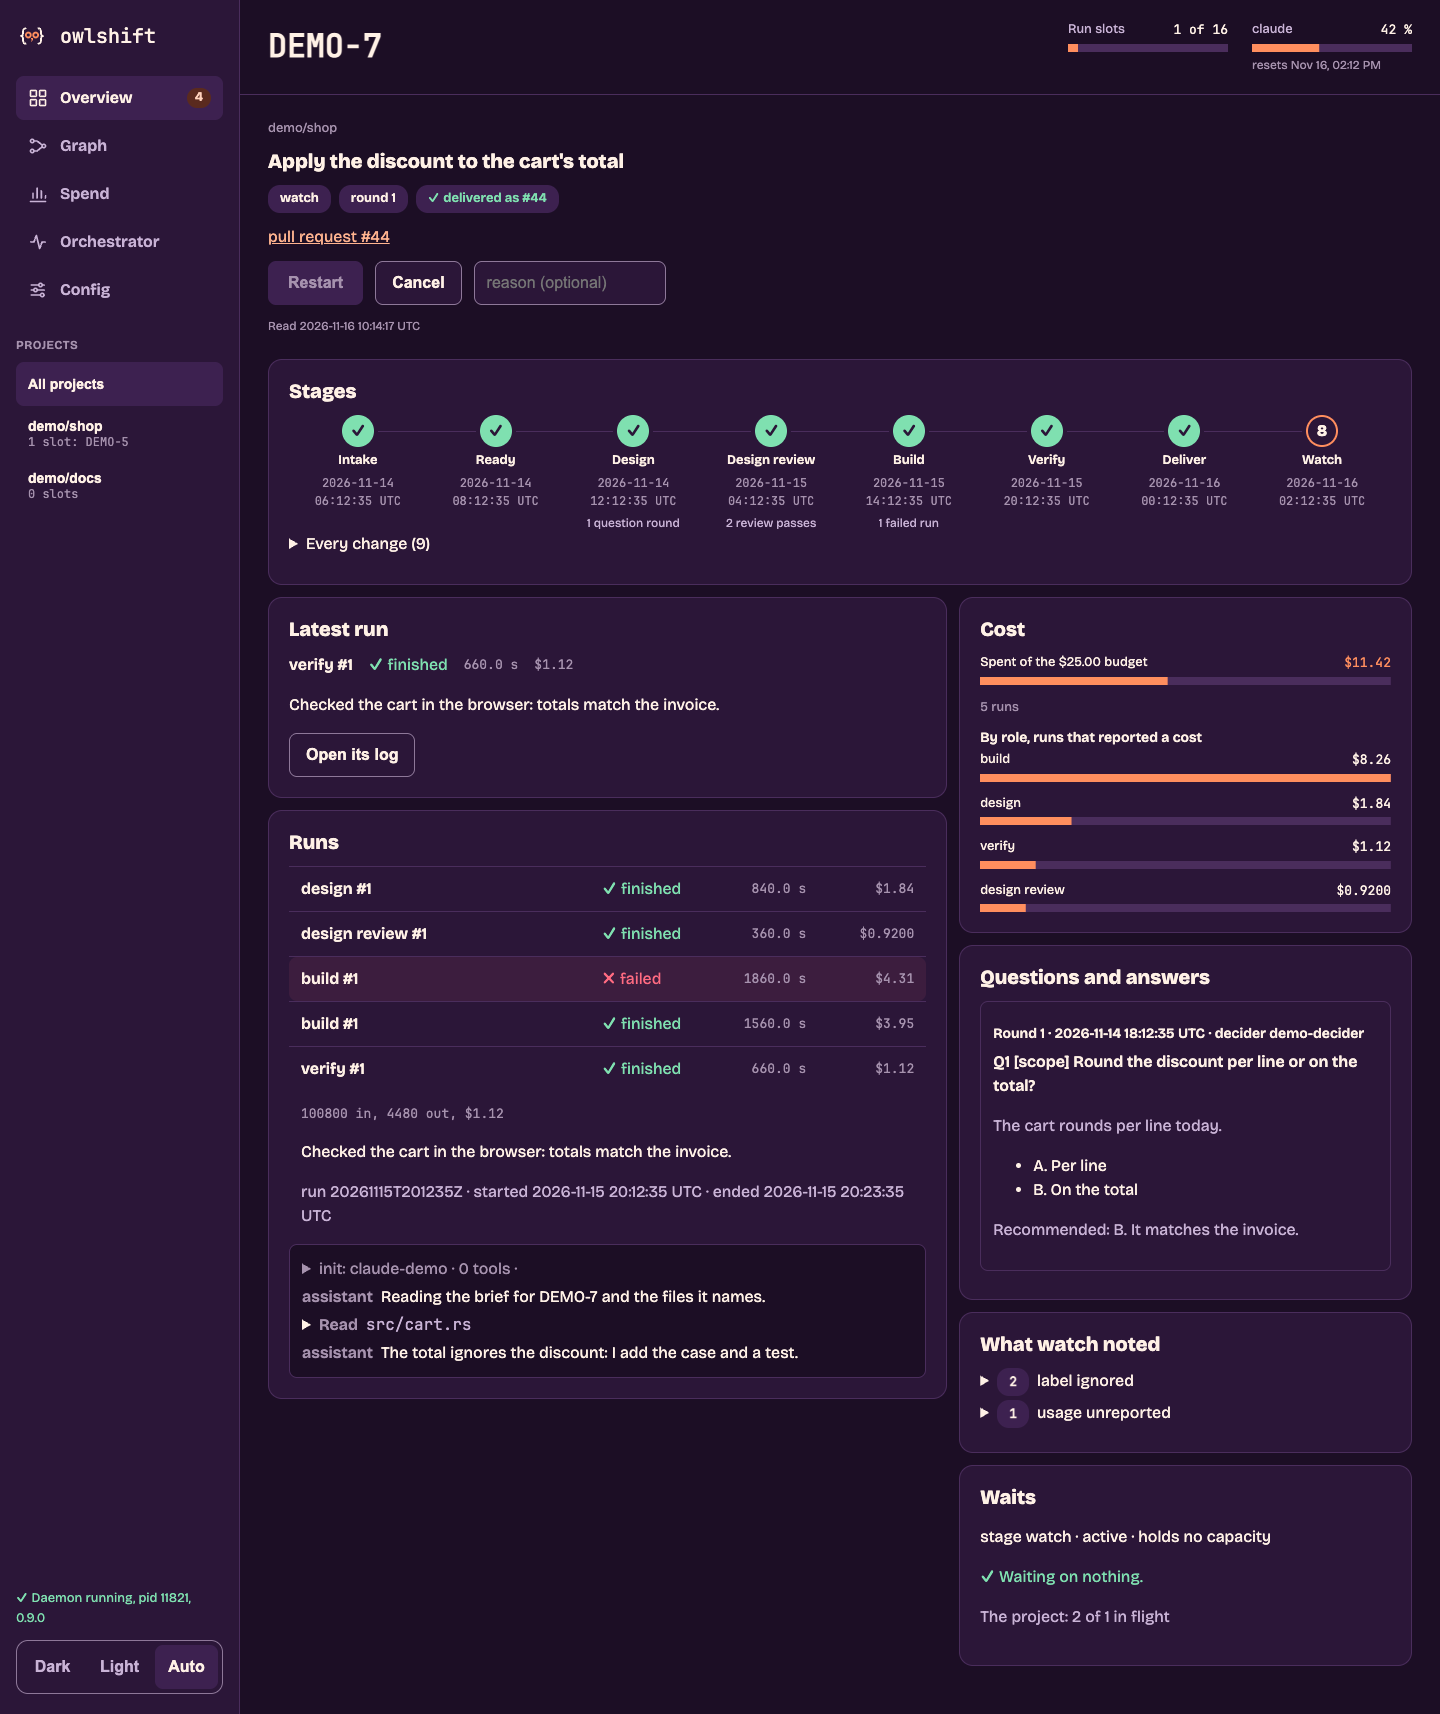 owlshift
Overview 4
Graph
Spend
Orchestrator
Config
PROJECTS
All projects
demo/shop
1 slot: DEMO-5
demo/docs
0 slots
✓ Daemon running, pid 11821,
0.9.0
Dark Light Auto
DEMO-7
Run slots 1 of 16
claude 42 %
resets Nov 16, 02:12 PM
demo/shop
Apply the discount to the cart's total
watch round 1 ✓ delivered as #44
pull request #44
Restart Cancel reason (optional)
Read 2026-11-16 10:14:17 UTC
Stages
8
Intake Ready Design Design review Build Verify Deliver Watch
2026-11-14 2026-11-14 2026-11-14 2026-11-15 2026-11-15 2026-11-15 2026-11-16 2026-11-16
06:12:35 UTC 08:12:35 UTC 12:12:35 UTC 04:12:35 UTC 14:12:35 UTC 20:12:35 UTC 00:12:35 UTC 02:12:35 UTC
1 question round 2 review passes 1 failed run
Every change (9)
Latest run
verify #1 ✓ finished 660.0 s $1.12
Checked the cart in the browser: totals match the invoice.
Open its log
Runs
design #1 ✓ finished 840.0 s $1.84
design review #1 ✓ finished 360.0 s $0.9200
build #1 ✕ failed 1860.0 s $4.31
build #1 ✓ finished 1560.0 s $3.95
verify #1 ✓ finished 660.0 s $1.12
100800 in, 4480 out, $1.12
Checked the cart in the browser: totals match the invoice.
run 20261115T201235Z · started 2026-11-15 20:12:35 UTC · ended 2026-11-15 20:23:35
UTC
init: claude-demo · 0 tools ·
assistant Reading the brief for DEMO-7 and the files it names.
Read src/cart.rs
assistant The total ignores the discount: I add the case and a test.
Cost
Spent of the $25.00 budget $11.42
5 runs
By role, runs that reported a cost
build $8.26
design $1.84
verify $1.12
design review $0.9200
Questions and answers
Round 1 · 2026-11-14 18:12:35 UTC · decider demo-decider
Q1 [scope] Round the discount per line or on the
total?
The cart rounds per line today.
• A. Per line
• B. On the total
Recommended: B. It matches the invoice.
What watch noted
2 label ignored
1 usage unreported
Waits
stage watch · active · holds no capacity
✓ Waiting on nothing.
The project: 2 of 1 in flight